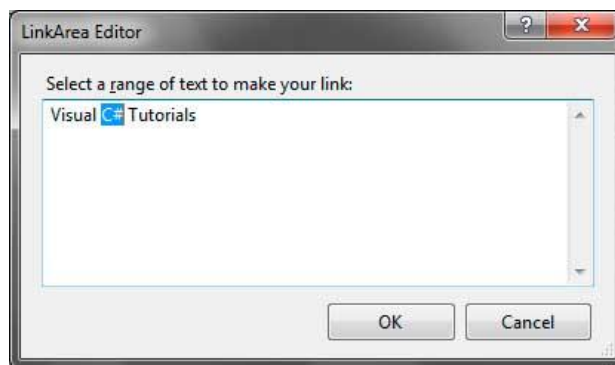 LinkArea Editor
Select a range of text to make your link:
Visual C# Tutorials
OK
Cancel